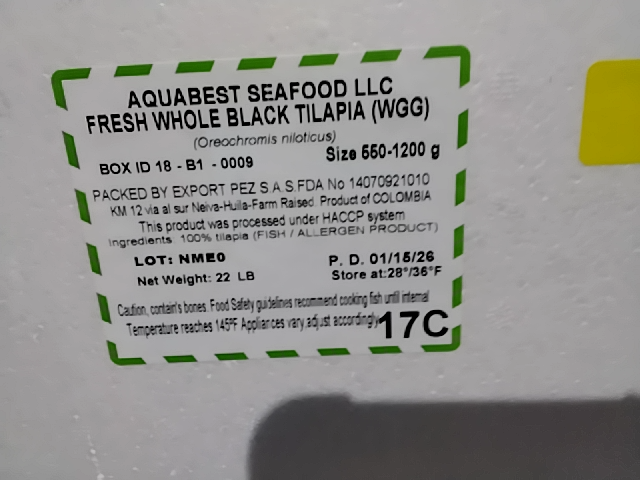 AQUABEST SEAFOOD LLC
FRESH WHOLE BLACK TILAPIA (WGG)
(Oreochromis niloticus)
BOX ID 18 - B1 - 0009 Size 550-1200 g
PACKED BY EXPORT PEZ S.A.S.FDA No 14070921010
KM 12 via al sur Neiva-Huila-Farm Raised. Product of COLOMBIA
This product was processed under HACCP system
Ingredients: 100% tilapia (FISH / ALLERGEN PRODUCT)
LOT: NME0 P. D. 01/15/26
Net Weight: 22 LB Store at:28°/36°F
Caution, contain's bones. Food Safety guidelines recommend cooking fish until internal
Temperature reaches 145°F Appliances vary,adjust accordingly
17C